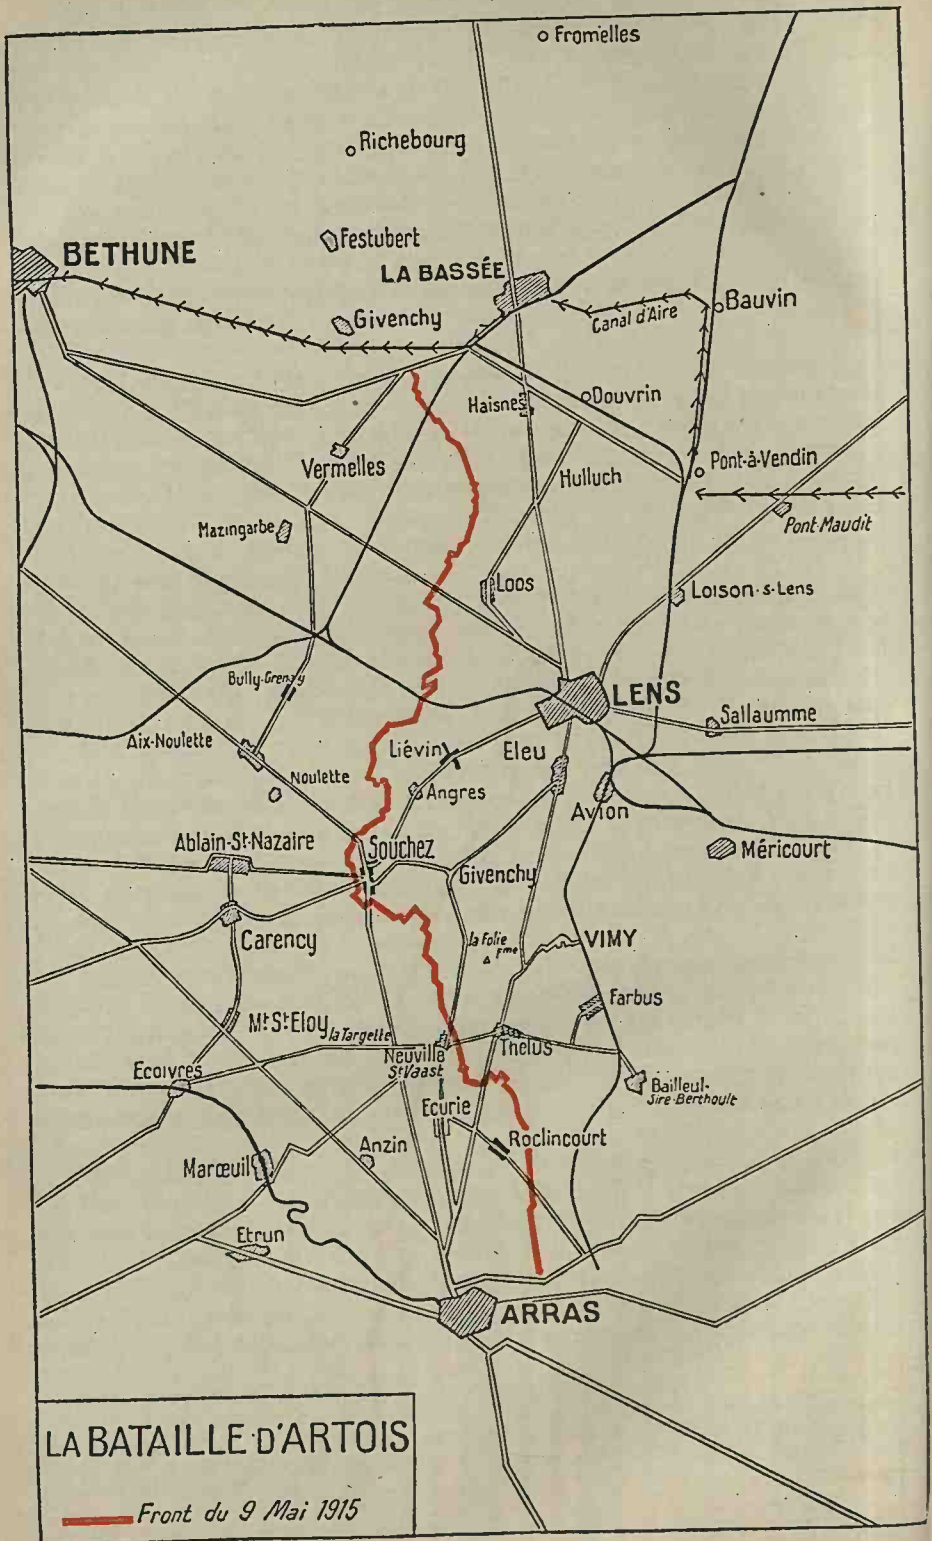 Fromelles
Richebourg
Festubert
BETHUNE
LA BASSÉE
Givenchy
Canal d'Aire
Bauvin
Haisnes
Douvrin
Vermelles
Hulluch
Pont-à-Vendin
Pont-Maudit
Mazingarbe
Loos
Loison-s-Lens
Bully-Grenay
LENS
Sallaumme
Aix-Noulette
Liévin
Eleu
Noulette
Angres
Avion
Ablain-St-Nazaire
Souchez
Méricourt
Givenchy
Carency
la Folie
Fme
VIMY
Farbus
Mt St Eloy
la Targette
Neuville
St Vaast
Thelus
Ecoivres
Bailleul-
Sire-Berthoult
Ecurie
Roclincourt
Anzin
Marœuil
Etrun
ARRAS
LA BATAILLE D'ARTOIS
Front du 9 Mai 1915